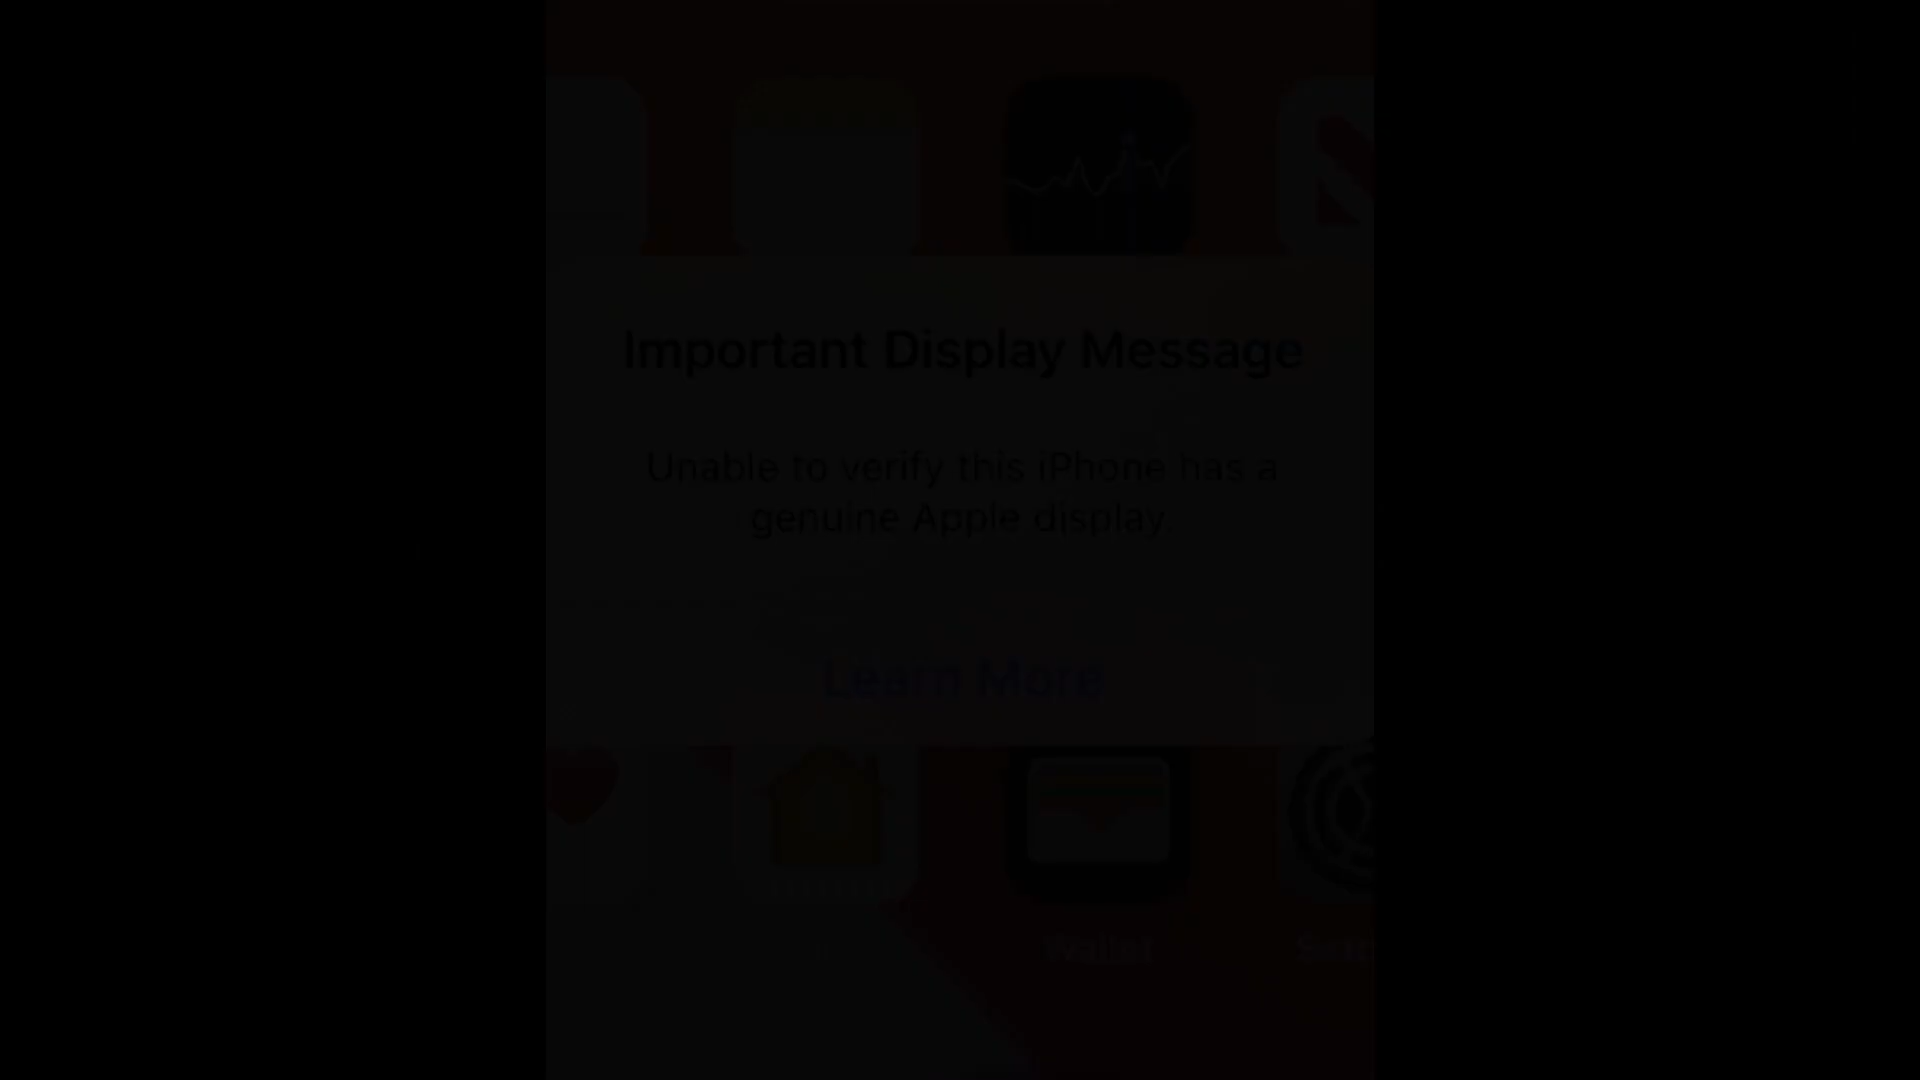 Important Display Message
Unable to verify this iPhone has a
genuine Apple display.
Learn More
Wallet